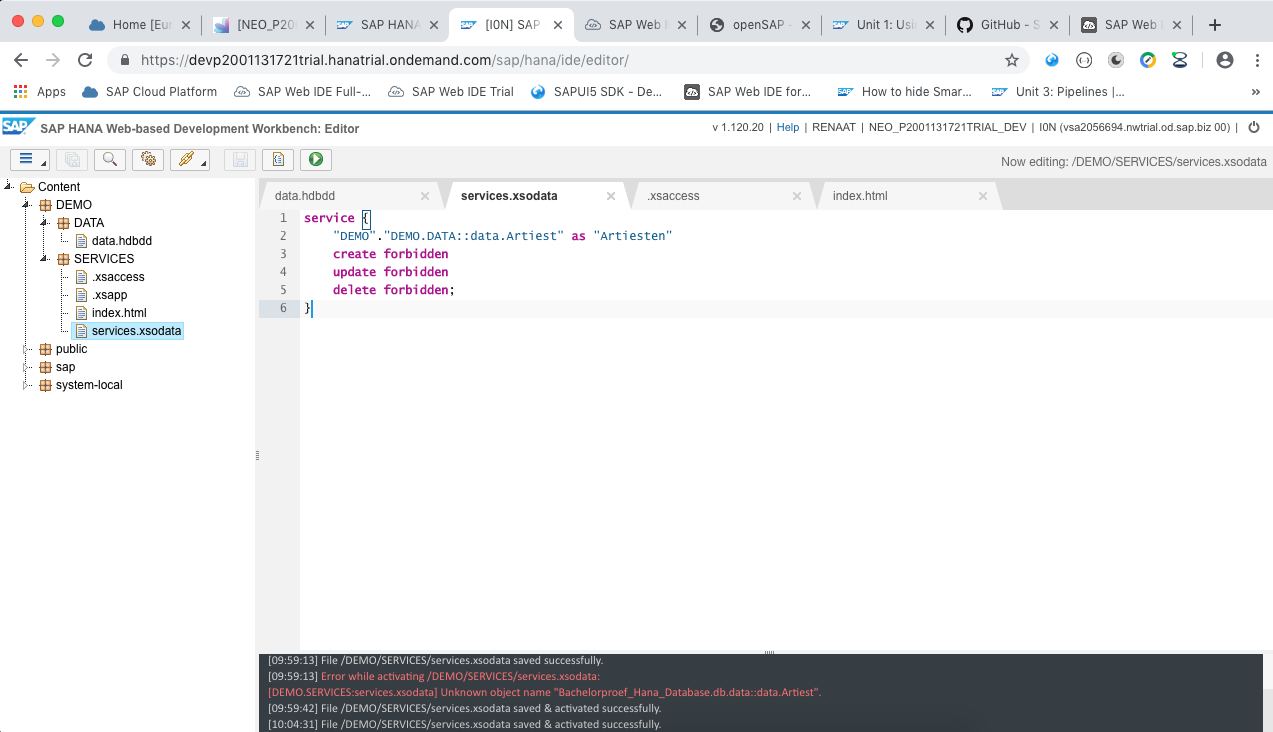 Home [Eur
[NEO_P20
SAP HANA
[I0N] SAP
SAP Web I
openSAP -
Unit 1: Usi
GitHub - S
SAP Web I
https://devp2001131721trial.hanatrial.ondemand.com/sap/hana/ide/editor/
Apps
SAP Cloud Platform
SAP Web IDE Full-...
SAP Web IDE Trial
SAPUI5 SDK - De...
SAP Web IDE for...
How to hide Smar...
Unit 3: Pipelines |...
»
SAP SAP HANA Web-based Development Workbench: Editor
v 1.120.20 | Help | RENAAT | NEO_P2001131721TRIAL_DEV | I0N (vsa2056694.nwtrial.od.sap.biz 00) |
Now editing: /DEMO/SERVICES/services.xsodata
Content
DEMO
DATA
data.hdbdd
SERVICES
.xsaccess
.xsapp
index.html
services.xsodata
public
sap
system-local
data.hdbdd
services.xsodata
.xsaccess
index.html
1 service {
2 "DEMO"."DEMO.DATA::data.Artiest" as "Artiesten"
3 create forbidden
4 update forbidden
5 delete forbidden;
6 }
[09:59:13] File /DEMO/SERVICES/services.xsodata saved successfully.
[09:59:13] Error while activating /DEMO/SERVICES/services.xsodata:
[DEMO.SERVICES:services.xsodata] Unknown object name "Bachelorproef_Hana_Database.db.data::data.Artiest".
[09:59:42] File /DEMO/SERVICES/services.xsodata saved & activated successfully.
[10:04:31] File /DEMO/SERVICES/services.xsodata saved & activated successfully.